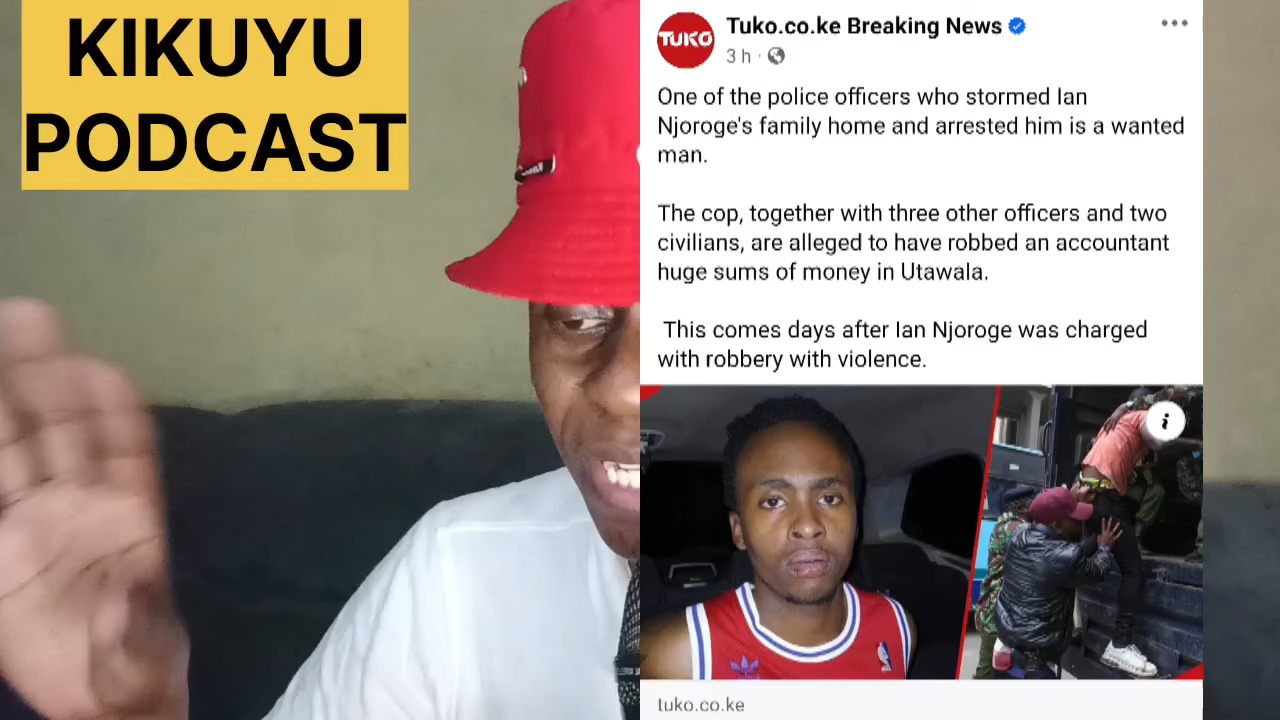 KIKUYU
PODCAST
TUKO
Tuko.co.ke Breaking News
3 h
One of the police officers who stormed Ian
Njoroge's family home and arrested him is a wanted
man.
The cop, together with three other officers and two
civilians, are alleged to have robbed an accountant
huge sums of money in Utawala.
This comes days after Ian Njoroge was charged
with robbery with violence.
i
tuko.co.ke